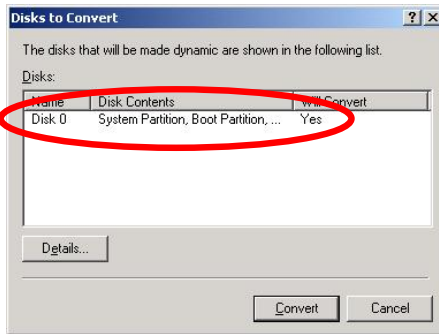 Disks to Convert
The disks that will be made dynamic are shown in the following list.
Disks:
Name Disk Contents Will Convert
Disk 0 System Partition, Boot Partition, ... Yes
Details...
Convert Cancel